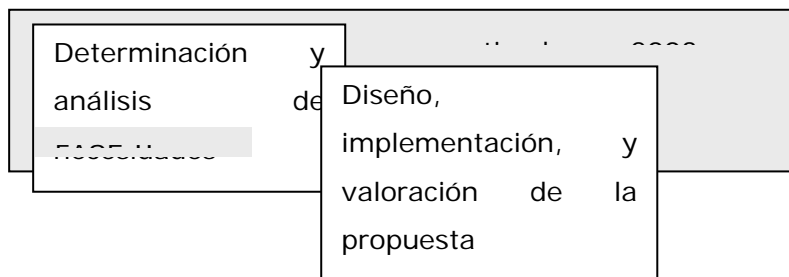 Determinación y
análisis de
Diseño,
implementación, y
valoración de la
propuesta